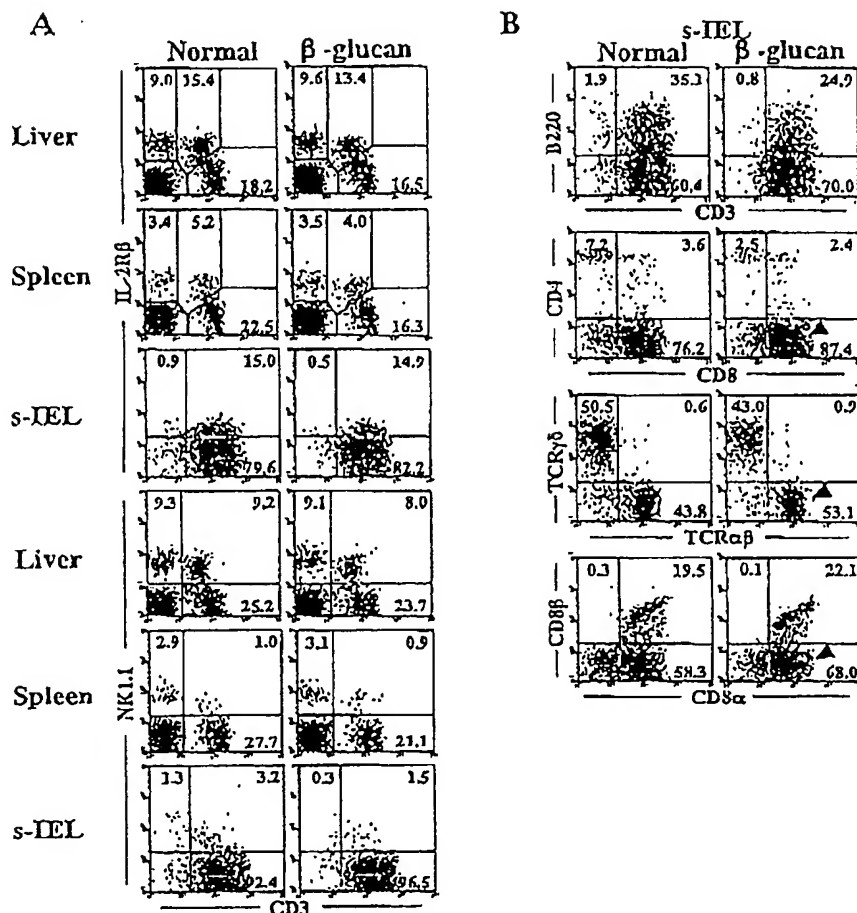 A
Normal β-glucan
Liver
9.0 15.4 18.2
9.6 13.4 16.5
Spleen
3.4 5.2 22.5
3.5 4.0 16.3
IL-2Rβ
s-IEL
0.9 15.0 79.6
0.5 14.9 82.2
Liver
9.3 9.2 25.2
9.1 8.0 23.7
Spleen
2.9 1.0 27.7
3.1 0.9 21.1
NK1.1
s-IEL
1.3 3.2 92.4
0.3 1.5 96.5
CD3
B
s-IEL
Normal β-glucan
B220
1.9 60.4
0.8 24.9 70.0
CD3
CD4
7.2 3.6 76.2
2.5 2.4 87.4
CD8
TCRγδ
50.5 0.6 43.8
43.0 0.9 53.1
TCRαβ
CD8β
0.3 19.5 58.3
0.1 22.1 68.0
CD8α